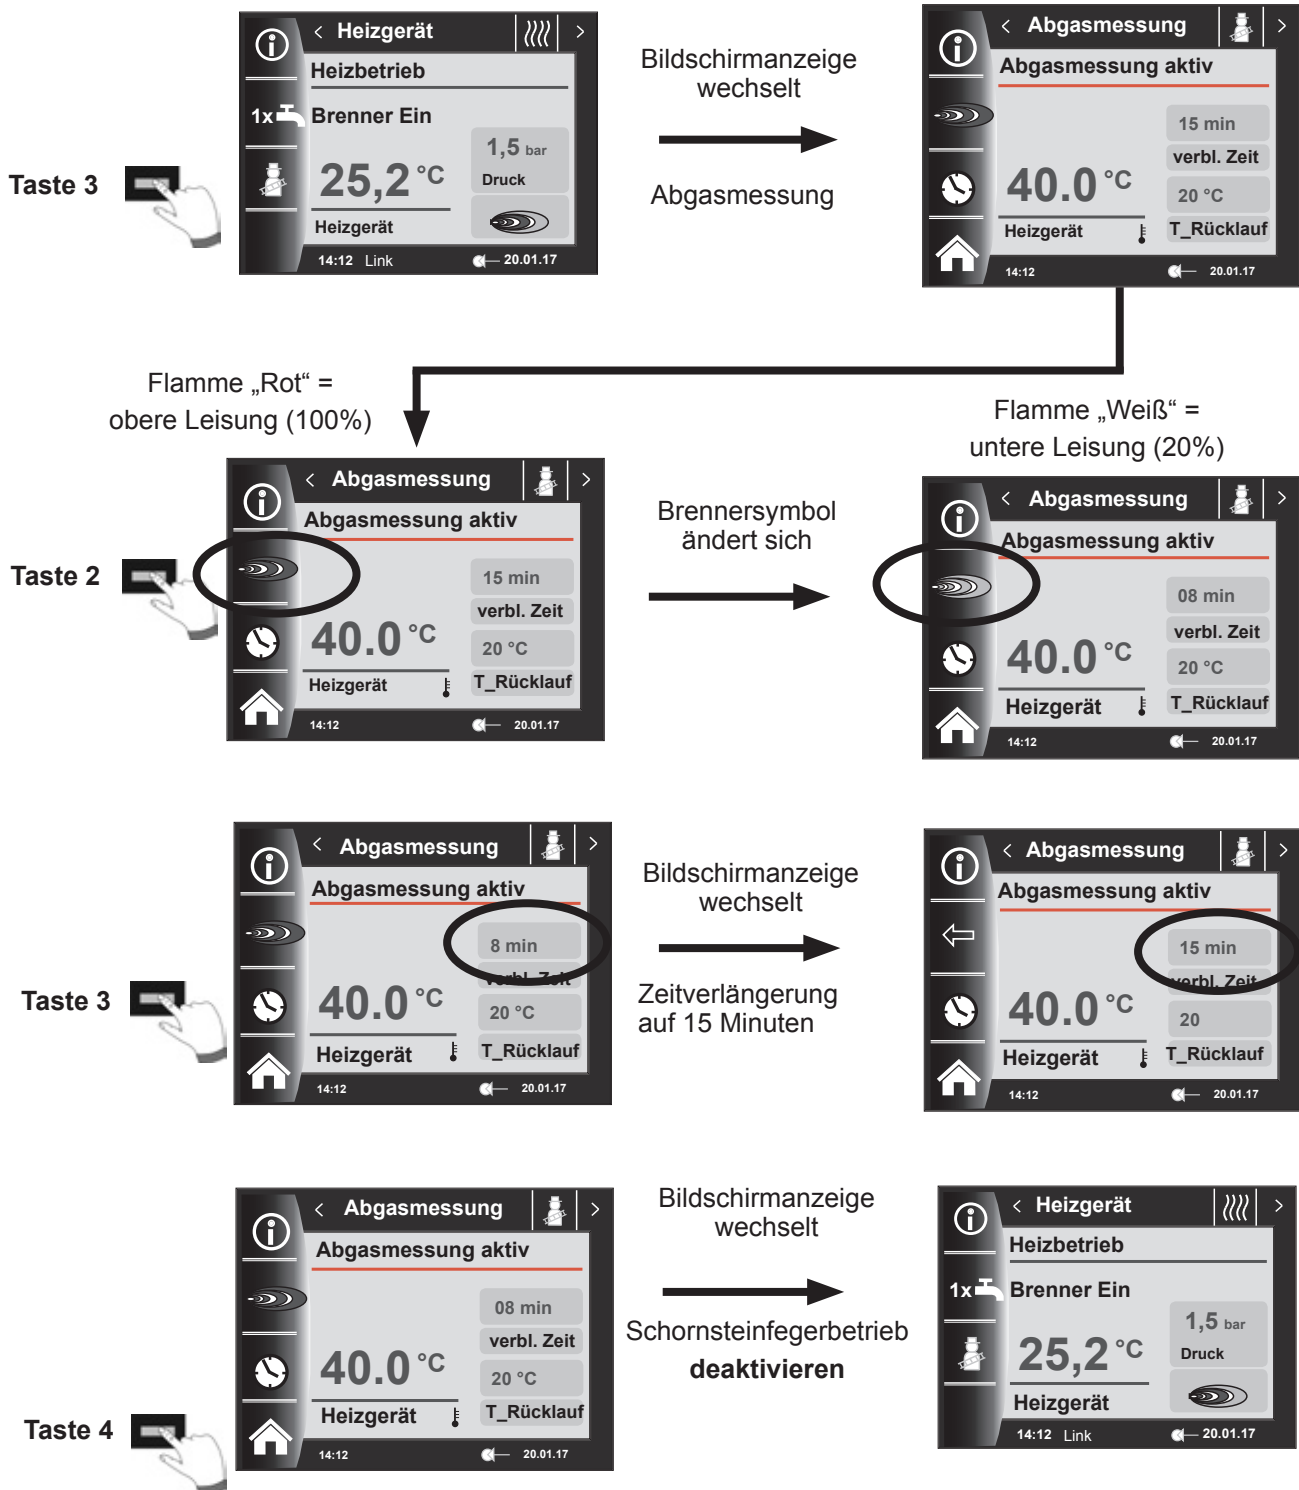 Taste 3
< Heizgerät >
Heizbetrieb
1x Brenner Ein
1,5 bar
Druck
25,2 °C
Heizgerät
14:12 Link 20.01.17
Bildschirmanzeige
wechselt
Abgasmessung
< Abgasmessung >
Abgasmessung aktiv
15 min
verbl. Zeit
40.0 °C
20 °C
T_Rücklauf
Heizgerät
14:12 20.01.17
Flamme „Rot“ =
obere Leisung (100%)
Flamme „Weiß“ =
untere Leisung (20%)
Taste 2
< Abgasmessung >
Abgasmessung aktiv
15 min
verbl. Zeit
40.0 °C
20 °C
T_Rücklauf
Heizgerät
14:12 20.01.17
Brennersymbol
ändert sich
< Abgasmessung >
Abgasmessung aktiv
08 min
verbl. Zeit
40.0 °C
20 °C
T_Rücklauf
Heizgerät
14:12 20.01.17
Taste 3
< Abgasmessung >
Abgasmessung aktiv
8 min
verbl. Zeit
40.0 °C
20 °C
T_Rücklauf
Heizgerät
14:12 20.01.17
Bildschirmanzeige
wechselt
Zeitverlängerung
auf 15 Minuten
< Abgasmessung >
Abgasmessung aktiv
15 min
verbl. Zeit
40.0 °C
20
T_Rücklauf
Heizgerät
14:12 20.01.17
Taste 4
< Abgasmessung >
Abgasmessung aktiv
08 min
verbl. Zeit
40.0 °C
20 °C
T_Rücklauf
Heizgerät
14:12 20.01.17
Bildschirmanzeige
wechselt
Schornsteinfegerbetrieb
deaktivieren
< Heizgerät >
Heizbetrieb
1x Brenner Ein
1,5 bar
Druck
25,2 °C
Heizgerät
14:12 Link 20.01.17